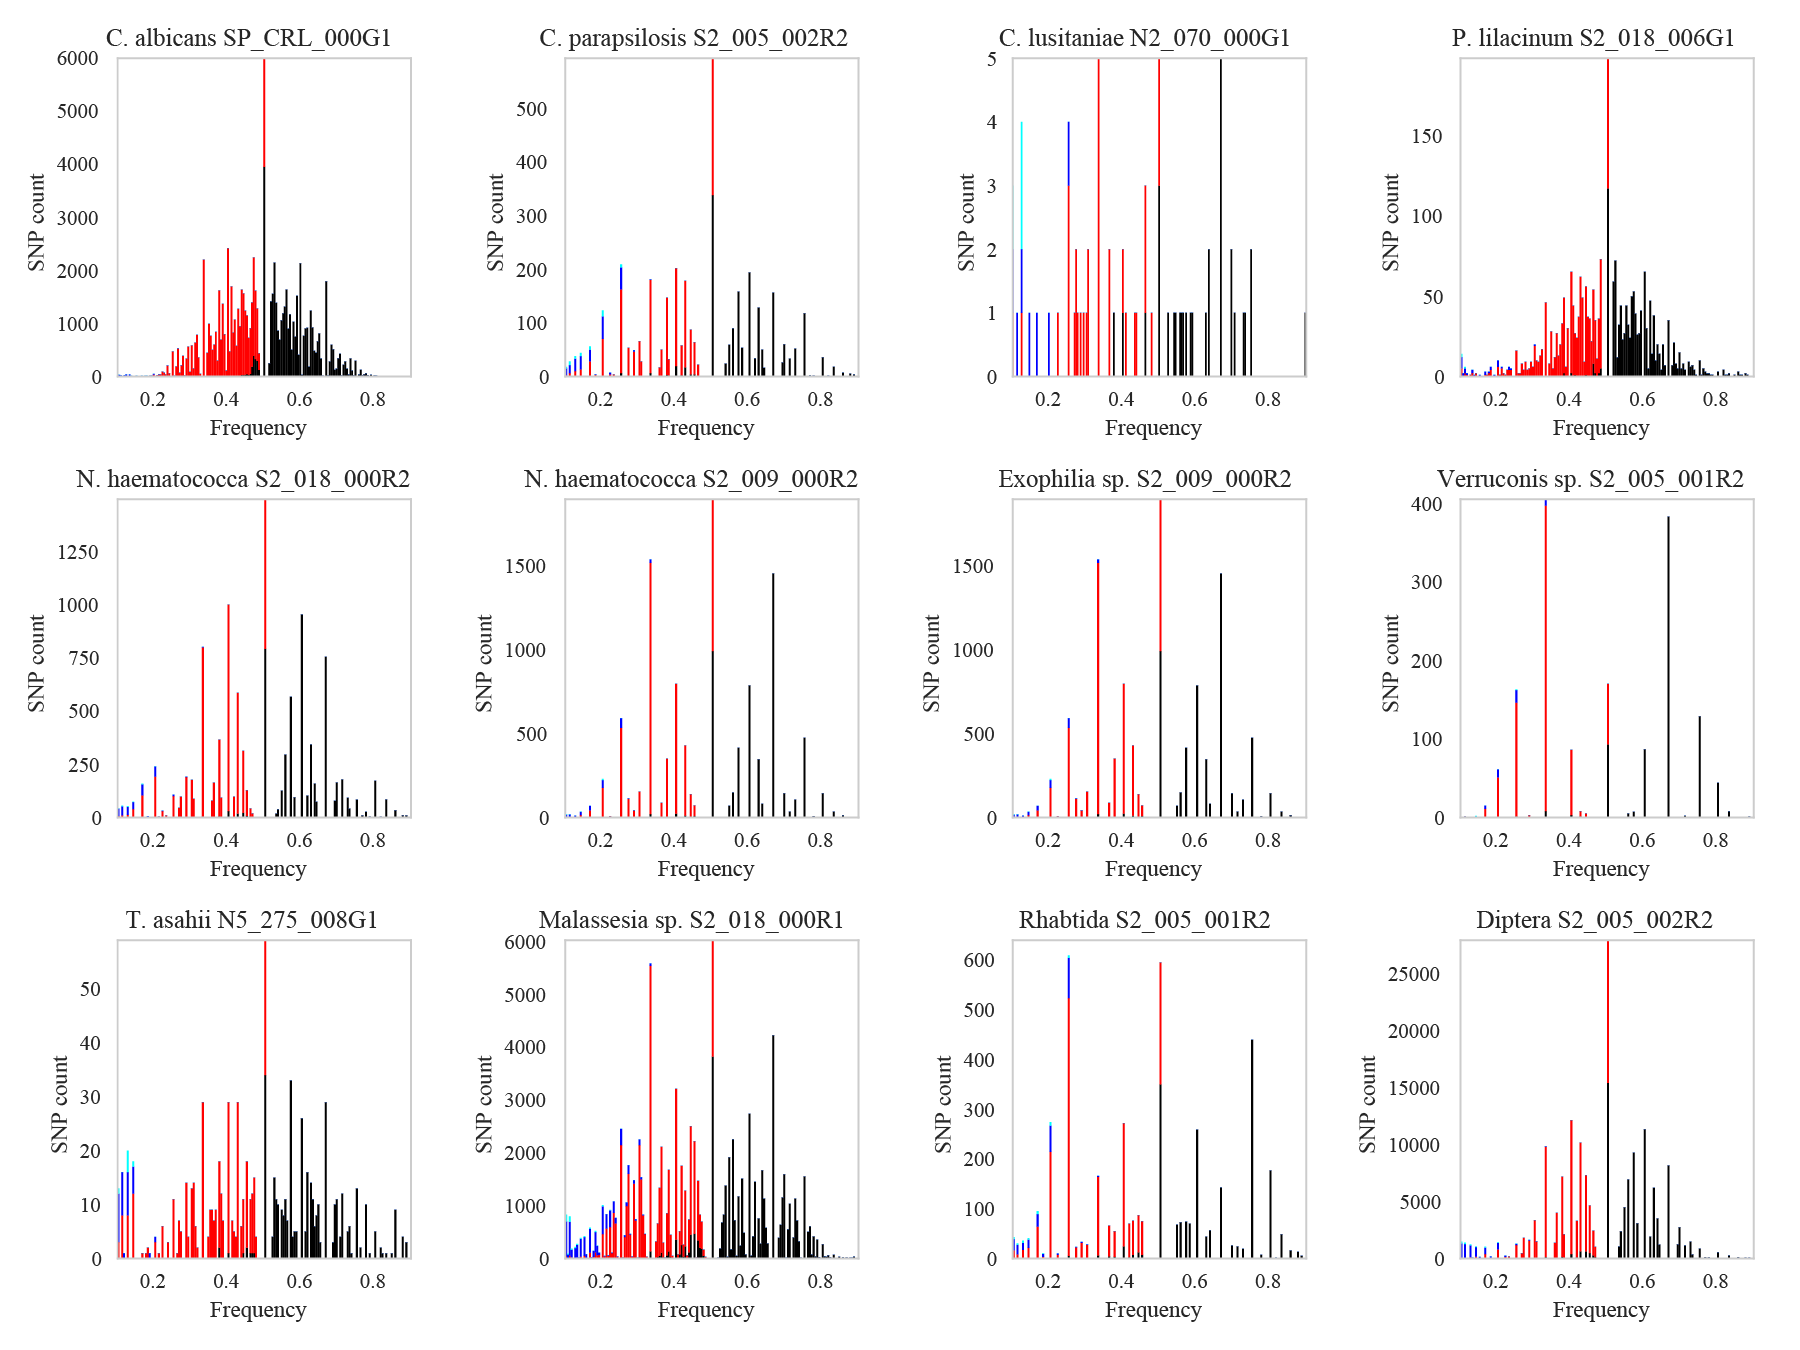 C. albicans SP_CRL_000G1
6000
5000
4000
3000
2000
1000
0
SNP count
0.2 0.4 0.6 0.8
Frequency
C. parapsilosis S2_005_002R2
500
400
300
200
100
0
SNP count
0.2 0.4 0.6 0.8
Frequency
C. lusitaniae N2_070_000G1
5
4
3
2
1
0
SNP count
0.2 0.4 0.6 0.8
Frequency
P. lilacinum S2_018_006G1
150
100
50
0
SNP count
0.2 0.4 0.6 0.8
Frequency
N. haematococca S2_018_000R2
1250
1000
750
500
250
0
SNP count
0.2 0.4 0.6 0.8
Frequency
N. haematococca S2_009_000R2
1500
1000
500
0
SNP count
0.2 0.4 0.6 0.8
Frequency
Exophilia sp. S2_009_000R2
1500
1000
500
0
SNP count
0.2 0.4 0.6 0.8
Frequency
Verruconis sp. S2_005_001R2
400
300
200
100
0
SNP count
0.2 0.4 0.6 0.8
Frequency
T. asahii N5_275_008G1
50
40
30
20
10
0
SNP count
0.2 0.4 0.6 0.8
Frequency
Malassesia sp. S2_018_000R1
6000
5000
4000
3000
2000
1000
0
SNP count
0.2 0.4 0.6 0.8
Frequency
Rhabtida S2_005_001R2
600
500
400
300
200
100
0
SNP count
0.2 0.4 0.6 0.8
Frequency
Diptera S2_005_002R2
25000
20000
15000
10000
5000
0
SNP count
0.2 0.4 0.6 0.8
Frequency